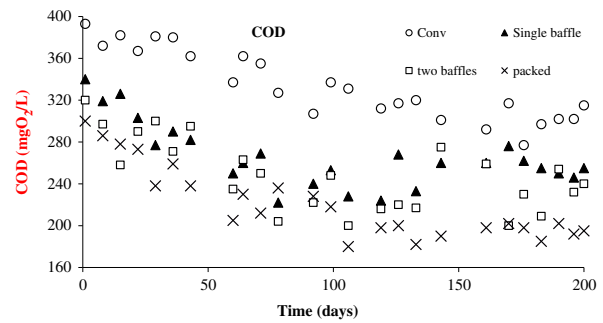 COD
Conv
Single baffle
two baffles
packed
400
360
320
280
240
200
160
COD (mgO₂/L)
0
50
100
150
200
Time (days)